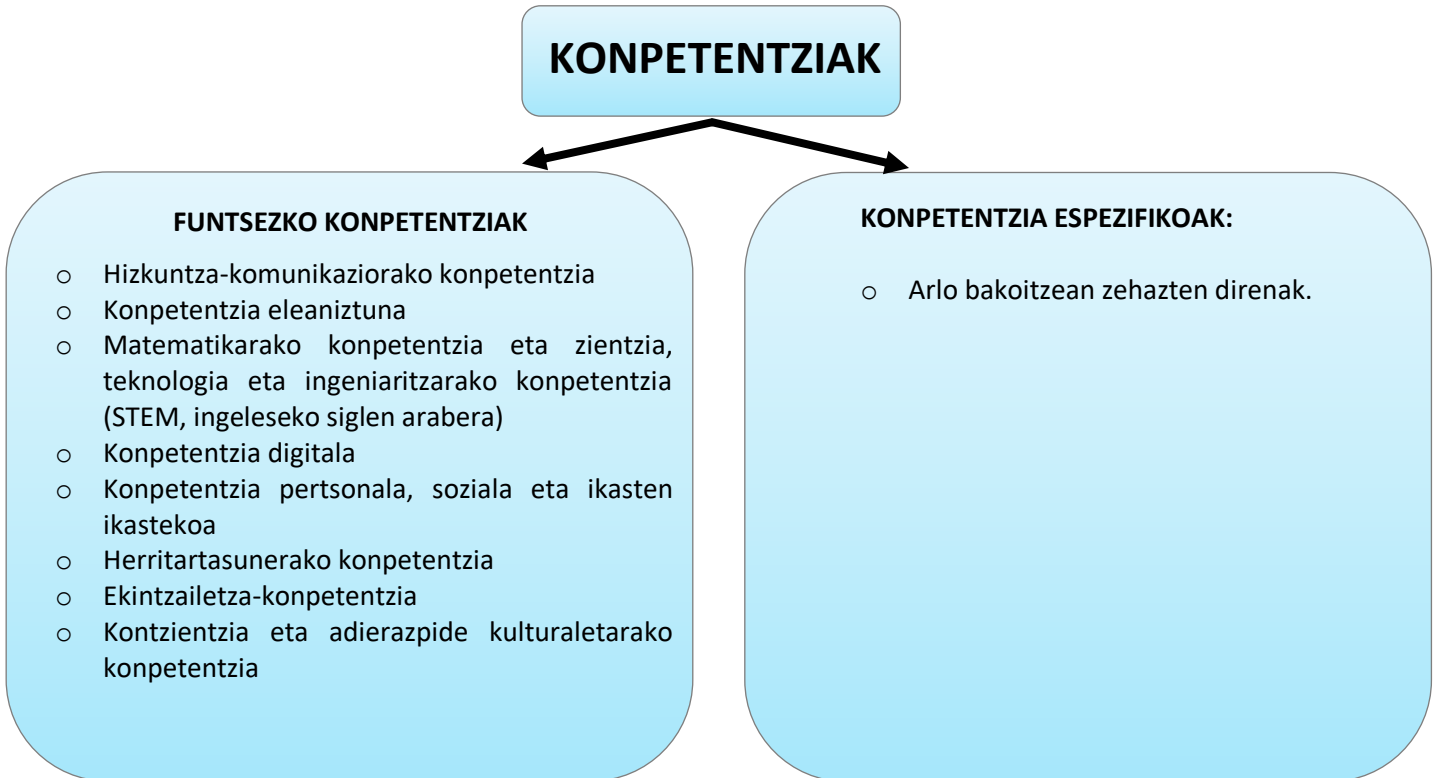 KONPETENTZIAK
FUNTSEZKO KONPETENTZIAK
o Hizkuntza-komunikaziorako konpetentzia
o Konpetentzia eleaniztuna
o Matematikarako konpetentzia eta zientzia,
teknologia eta ingeniaritzarako konpetentzia
(STEM, ingeleseko siglen arabera)
o Konpetentzia digitala
o Konpetentzia pertsonala, soziala eta ikasten
ikastekoa
o Herritartasunerako konpetentzia
o Ekintzailetza-konpetentzia
o Kontzientzia eta adierazpide kulturaletarako
konpetentzia
KONPETENTZIA ESPEZIFIKOAK:
o Arlo bakoitzean zehazten direnak.